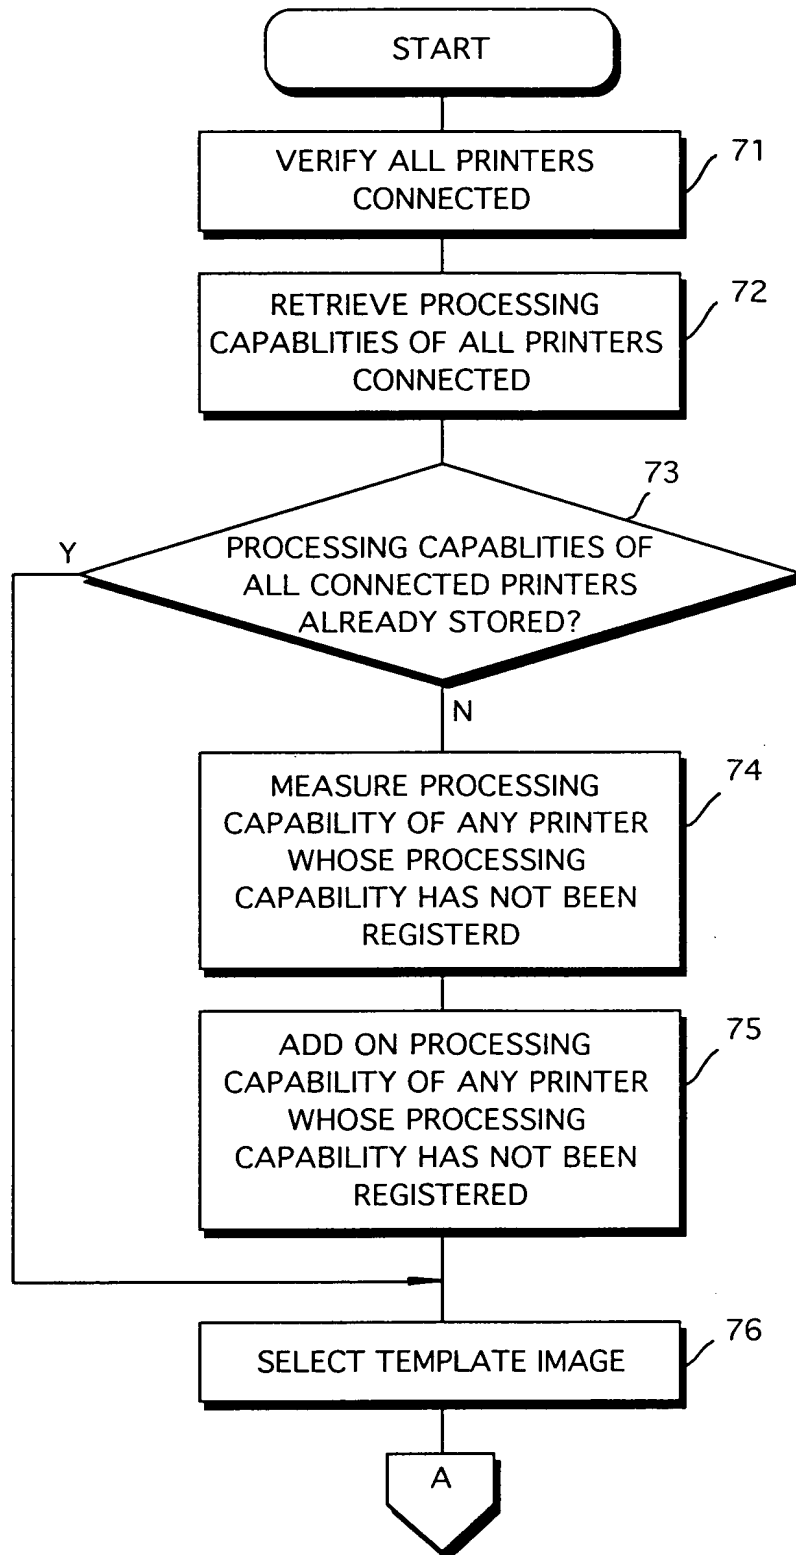 START
VERIFY ALL PRINTERS
CONNECTED
71
RETRIEVE PROCESSING
CAPABLITIES OF ALL PRINTERS
CONNECTED
72
73
PROCESSING CAPABLITIES OF
ALL CONNECTED PRINTERS
ALREADY STORED?
Y
N
MEASURE PROCESSING
CAPABILITY OF ANY PRINTER
WHOSE PROCESSING
CAPABILITY HAS NOT BEEN
REGISTERD
74
ADD ON PROCESSING
CAPABILITY OF ANY PRINTER
WHOSE PROCESSING
CAPABILITY HAS NOT BEEN
REGISTERED
75
SELECT TEMPLATE IMAGE
76
A